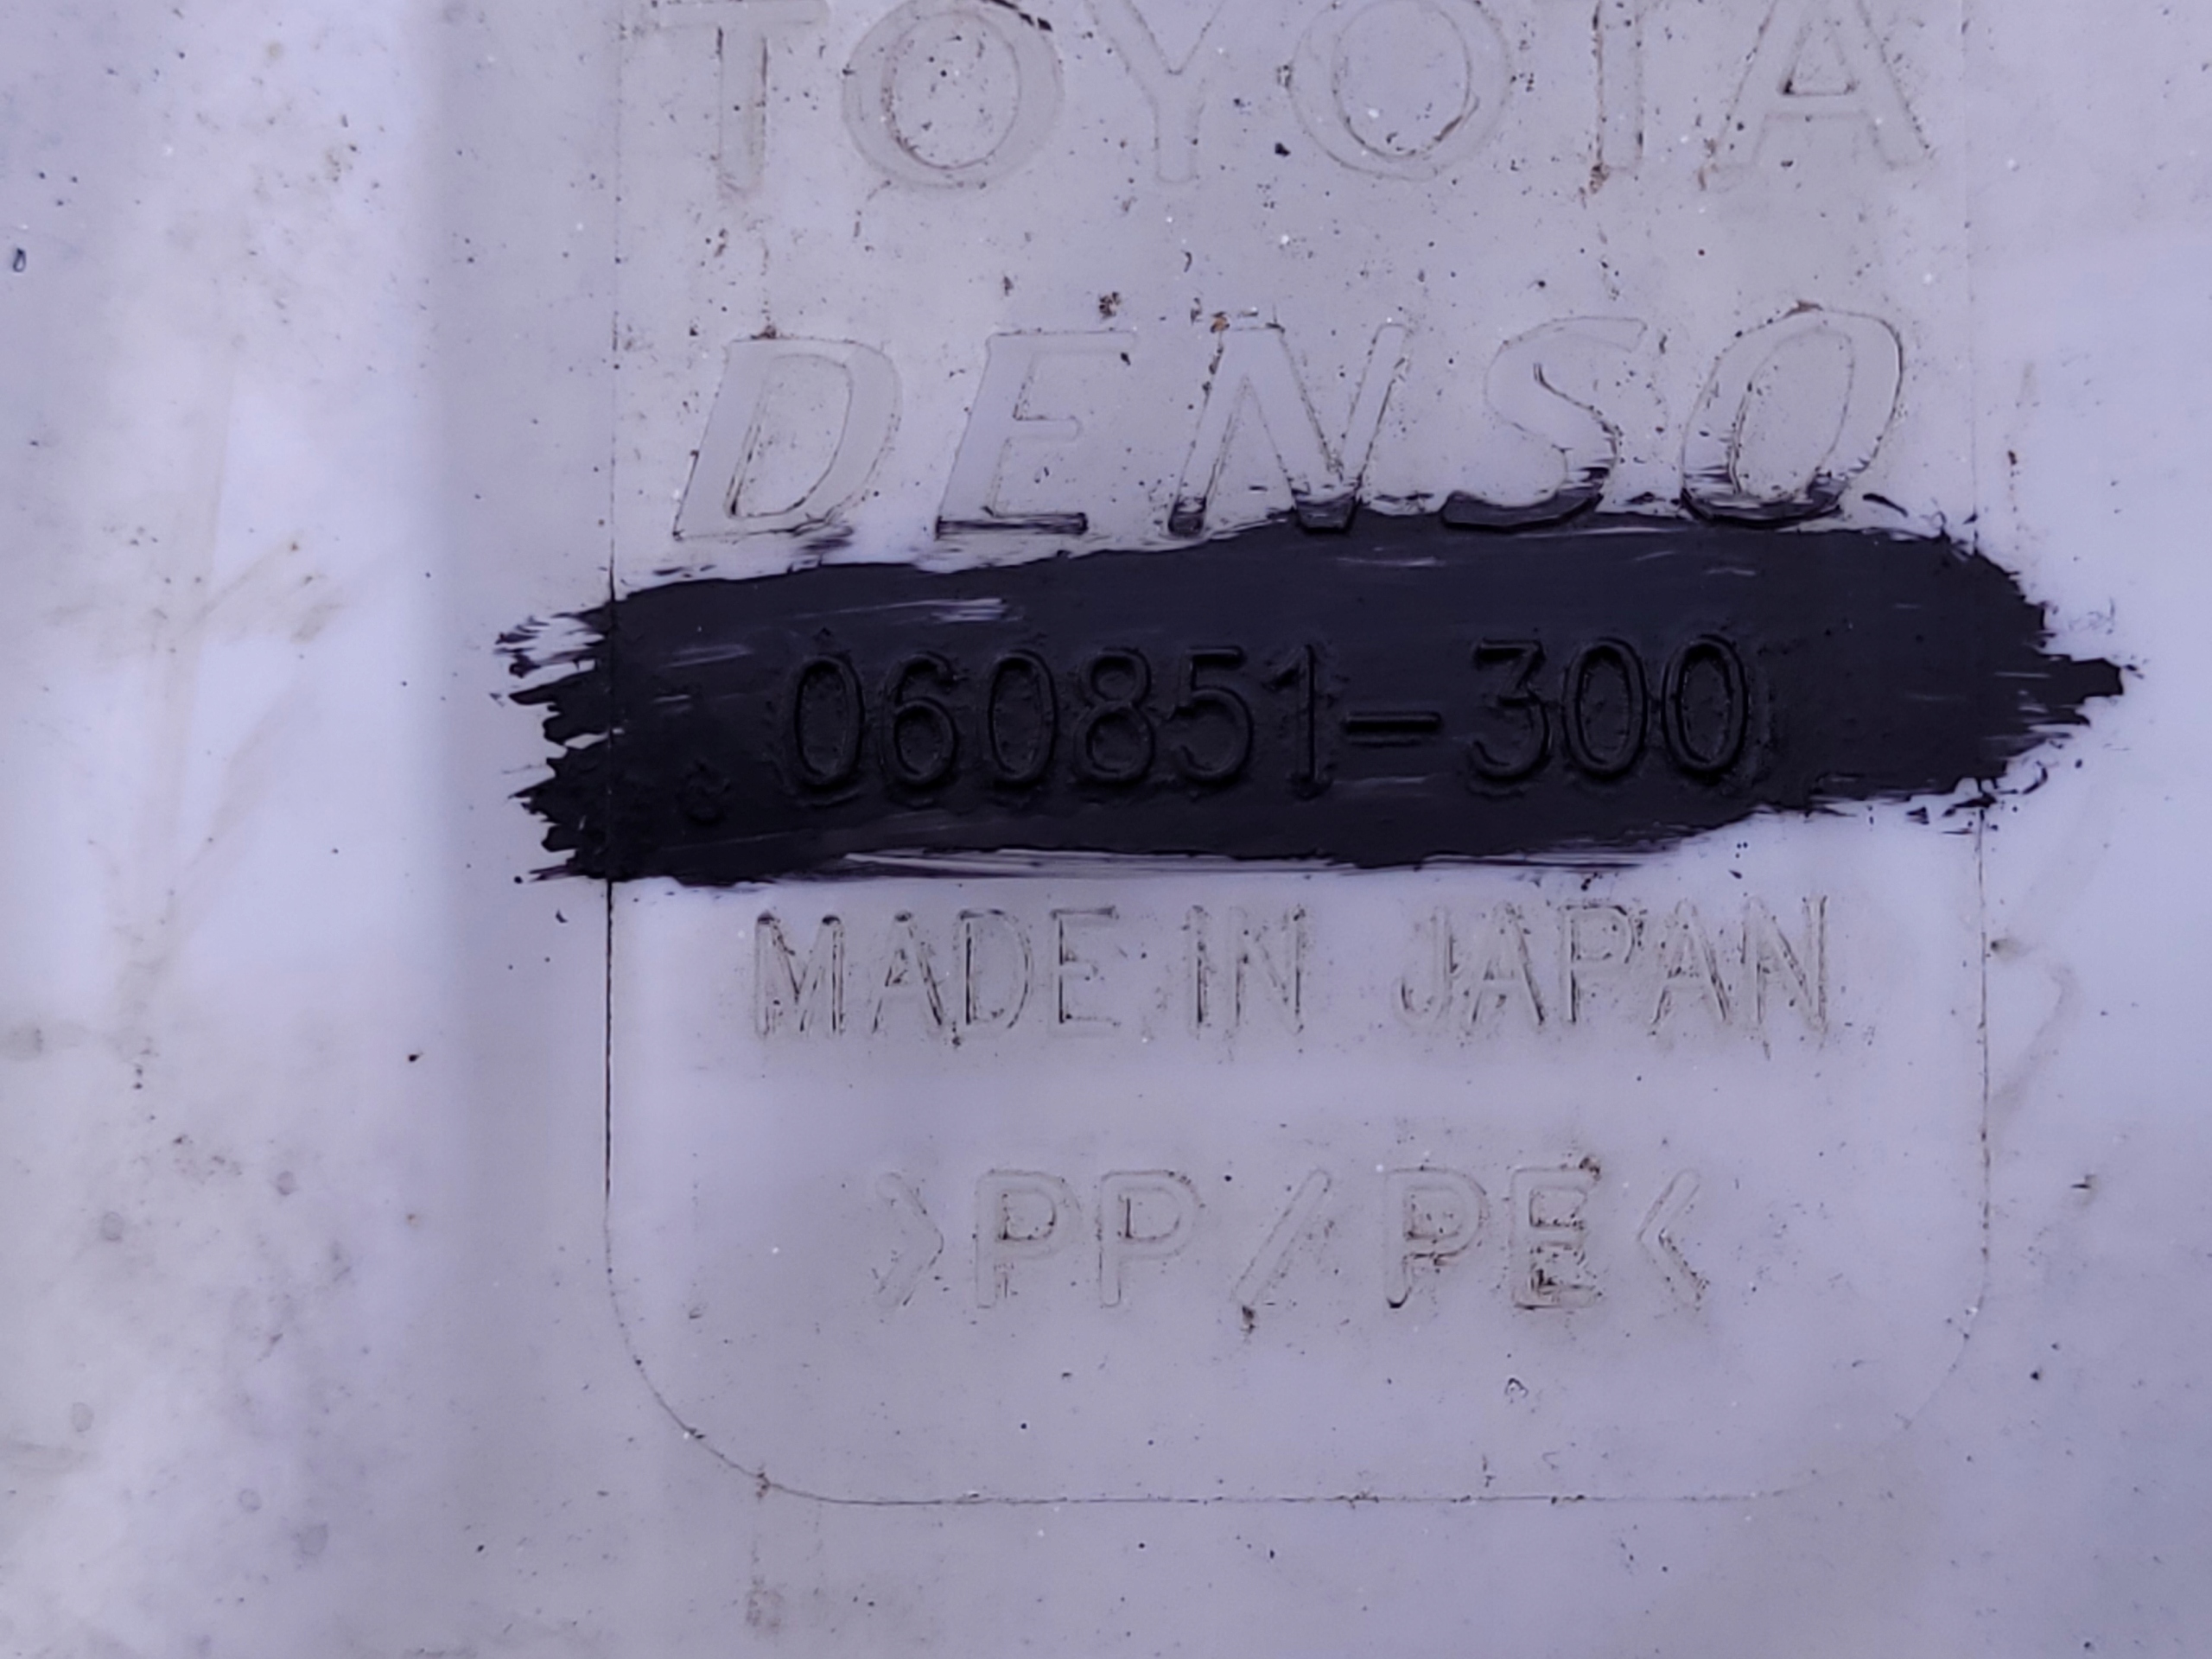 TOYOTA
DENSO
060851-300
MADE IN JAPAN
>PP/PE<